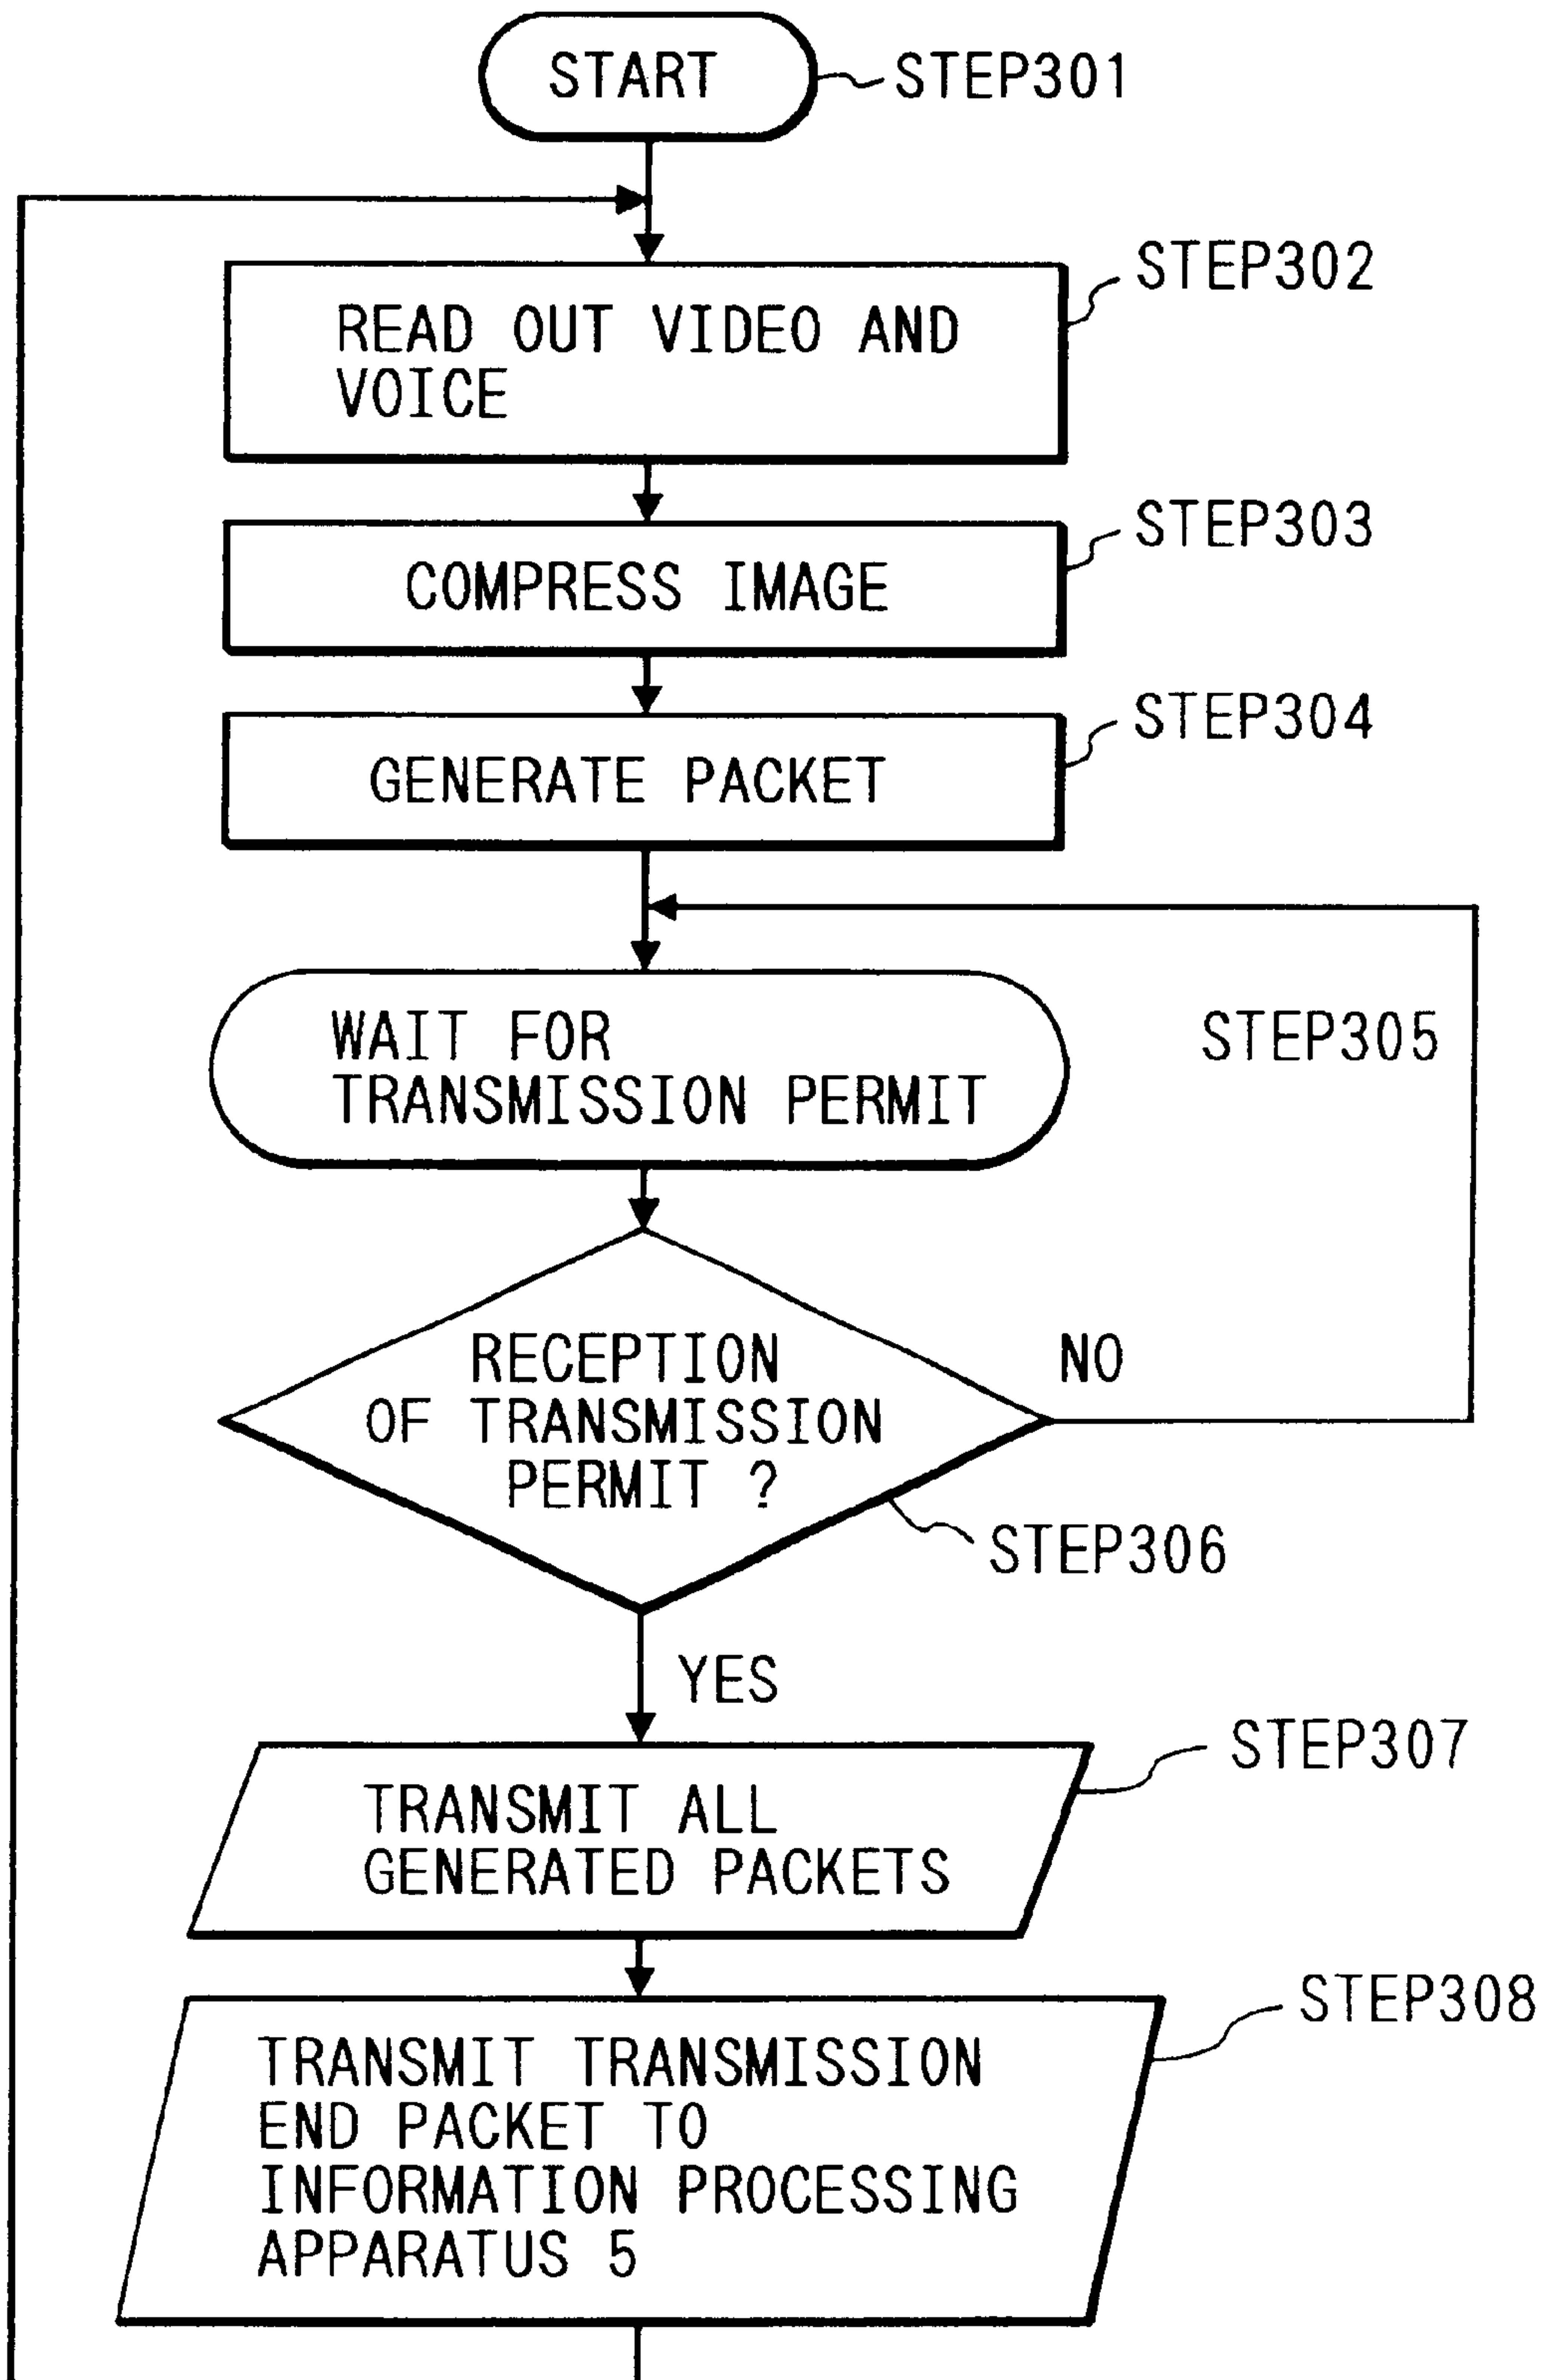 START
STEP301
STEP302
READ OUT VIDEO AND
VOICE
STEP303
COMPRESS IMAGE
STEP304
GENERATE PACKET
WAIT FOR
TRANSMISSION PERMIT
STEP305
RECEPTION
OF TRANSMISSION
PERMIT ?
NO
STEP306
YES
STEP307
TRANSMIT ALL
GENERATED PACKETS
STEP308
TRANSMIT TRANSMISSION
END PACKET TO
INFORMATION PROCESSING
APPARATUS 5